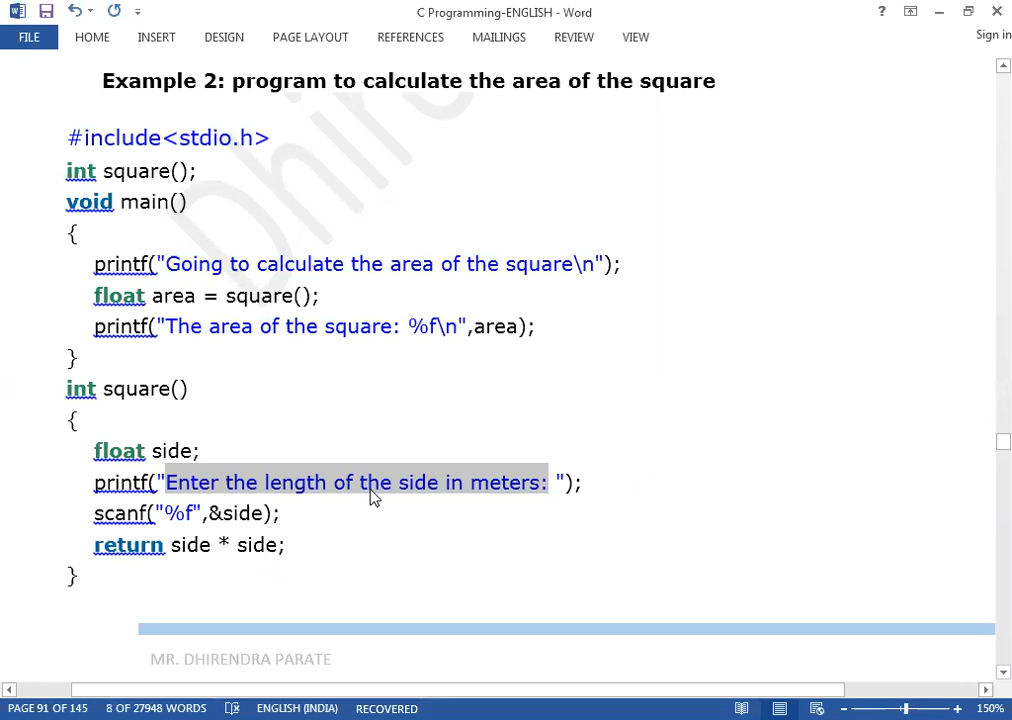 C Programming-ENGLISH - Word
?
FILE HOME INSERT DESIGN PAGE LAYOUT REFERENCES MAILINGS REVIEW VIEW Sign in
Example 2: program to calculate the area of the square
#include<stdio.h>
int square();
void main()
{
printf("Going to calculate the area of the square\n");
float area = square();
printf("The area of the square: %f\n",area);
}
int square()
{
float side;
printf("Enter the length of the side in meters: ");
scanf("%f",&side);
return side * side;
}
MR. DHIRENDRA PARATE
PAGE 91 OF 145 8 OF 27948 WORDS ENGLISH (INDIA) RECOVERED 150%